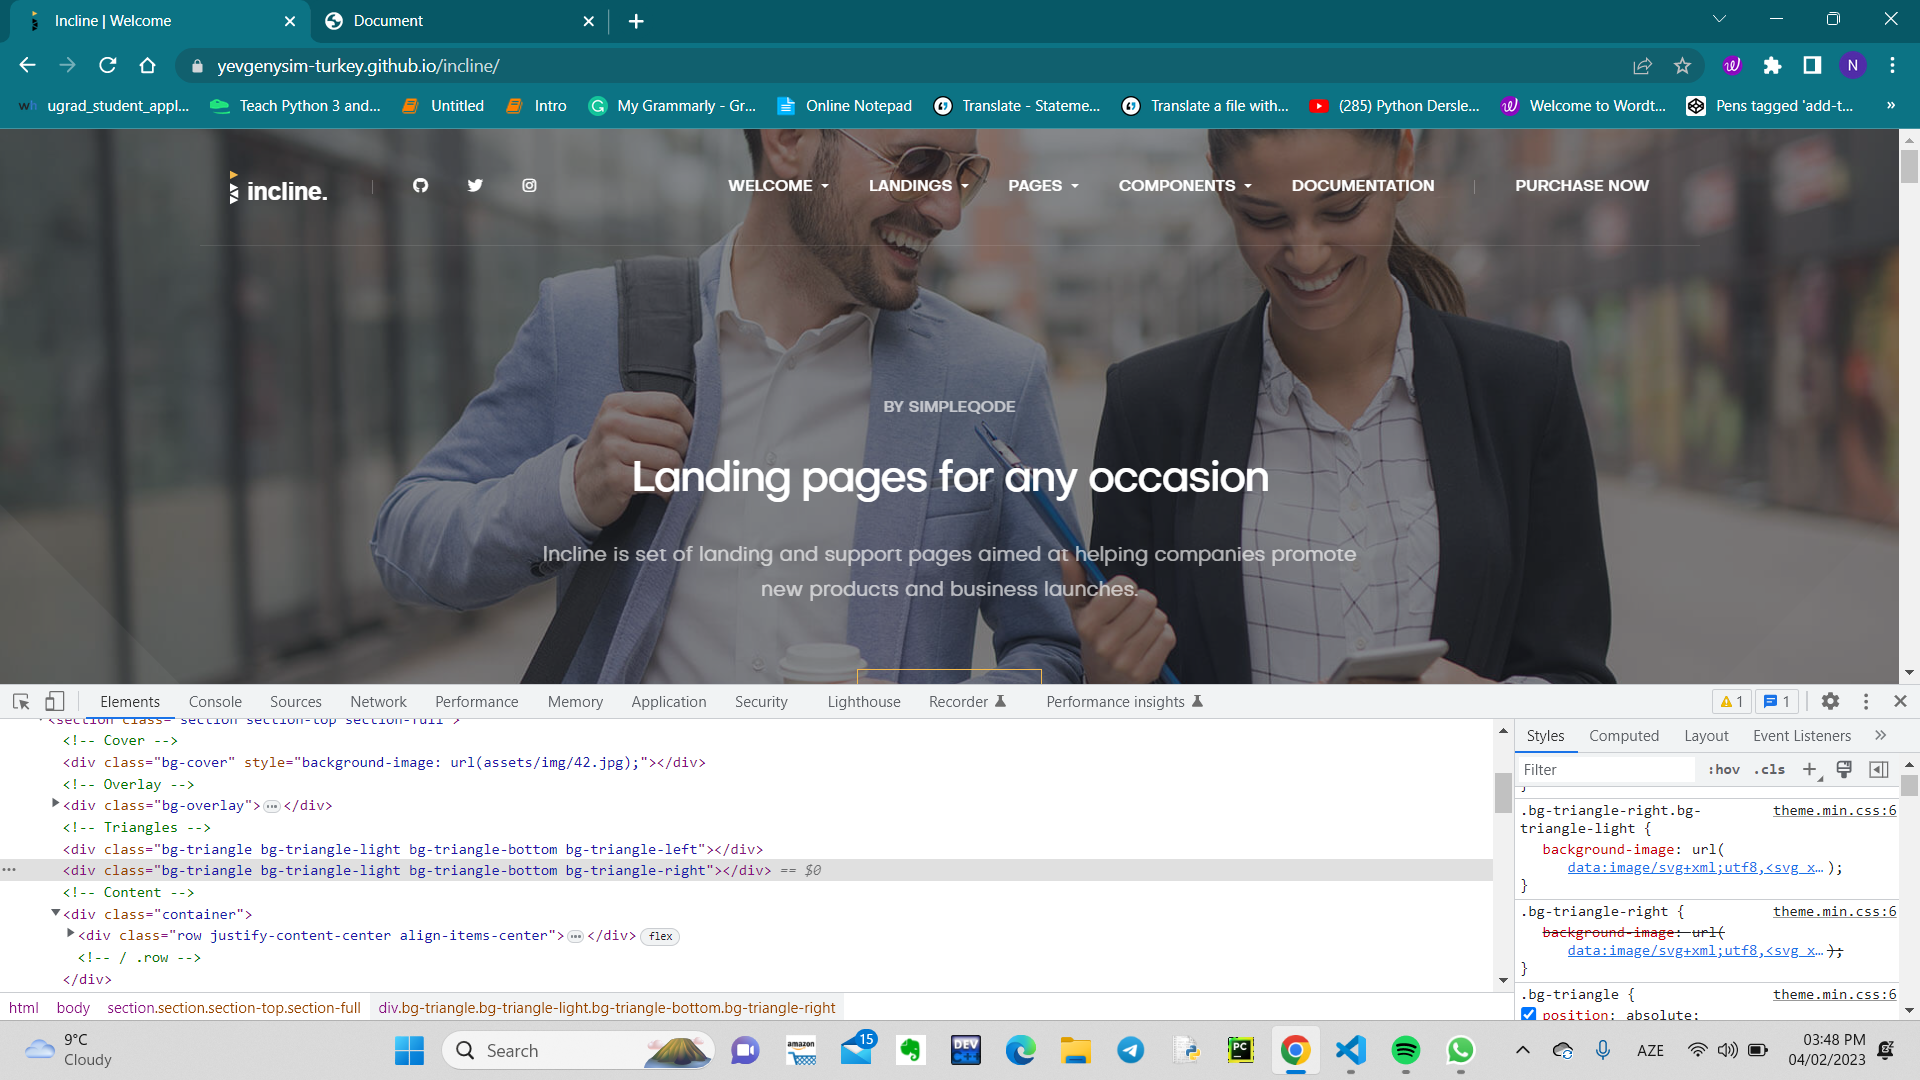 Incline | Welcome
Document
yevgenysim-turkey.github.io/incline/
N
ugrad_student_appl...
Teach Python 3 and...
Untitled
Intro
My Grammarly - Gr...
Online Notepad
Translate - Stateme...
Translate a file with...
(285) Python Dersle...
Welcome to Wordt...
Pens tagged 'add-t...
»
incline.
WELCOME
LANDINGS
PAGES
COMPONENTS
DOCUMENTATION
PURCHASE NOW
BY SIMPLEQODE
Landing pages for any occasion
Incline is set of landing and support pages aimed at helping companies promote
new products and business launches.
Elements
Console
Sources
Network
Performance
Memory
Application
Security
Lighthouse
Recorder
Performance insights
1
1
<section class="section section-top section-full">
<!-- Cover -->
<div class="bg-cover" style="background-image: url(assets/img/42.jpg);"></div>
<!-- Overlay -->
<div class="bg-overlay">…</div>
<!-- Triangles -->
<div class="bg-triangle bg-triangle-light bg-triangle-bottom bg-triangle-left"></div>
<div class="bg-triangle bg-triangle-light bg-triangle-bottom bg-triangle-right"></div> == $0
<!-- Content -->
<div class="container">
<div class="row justify-content-center align-items-center">…</div> flex
<!-- / .row -->
</div>
html
body
section.section.section-top.section-full
div.bg-triangle.bg-triangle-light.bg-triangle-bottom.bg-triangle-right
Styles
Computed
Layout
Event Listeners
»
Filter
:hov
.cls
}
.bg-triangle-right.bg-
triangle-light {
theme.min.css:6
background-image: url(
data:image/svg+xml;utf8,<svg x… );
}
.bg-triangle-right {
theme.min.css:6
background-image: url(
data:image/svg+xml;utf8,<svg x… );
}
.bg-triangle {
theme.min.css:6
position: absolute;
9°C
Cloudy
Search
amazon
15
DEV
C++
PC
AZE
03:48 PM
04/02/2023